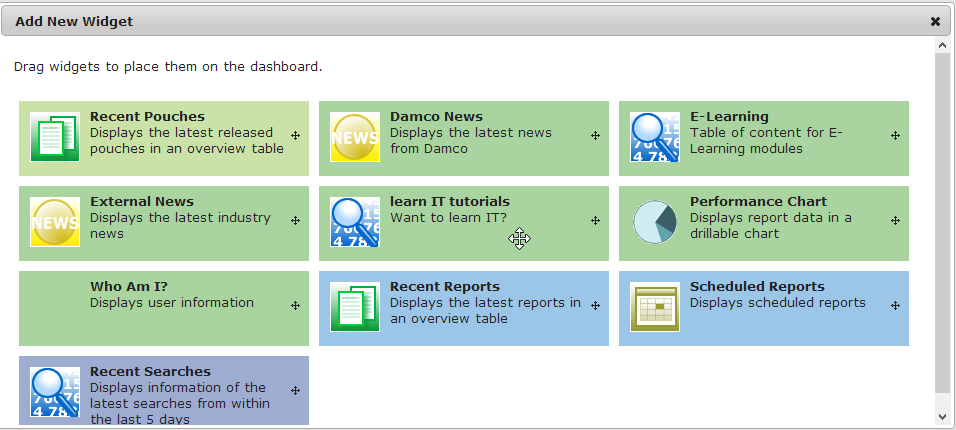 Add New Widget
Drag widgets to place them on the dashboard.
Recent Pouches
Displays the latest released
pouches in an overview table
NEWS
Damco News
Displays the latest news
from Damco
E-Learning
Table of content for E-
Learning modules
NEWS
External News
Displays the latest industry
news
learn IT tutorials
Want to learn IT?
Performance Chart
Displays report data in a
drillable chart
Who Am I?
Displays user information
Recent Reports
Displays the latest reports in
an overview table
Scheduled Reports
Displays scheduled reports
Recent Searches
Displays information of the
latest searches from within
the last 5 days